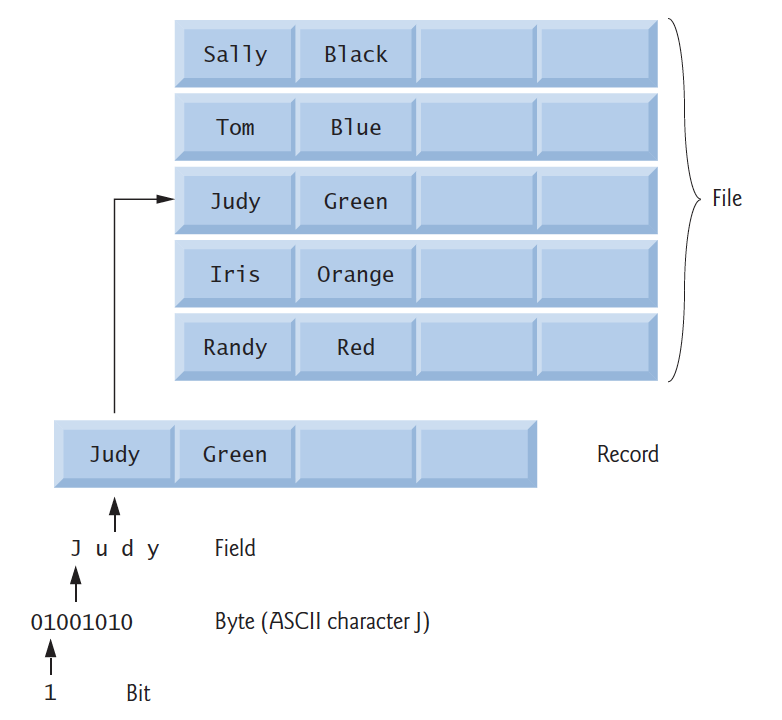 Sally Black
Tom Blue
Judy Green
File
Iris Orange
Randy Red
Judy Green
Record
J u d y Field
01001010 Byte (ASCII character J)
1 Bit